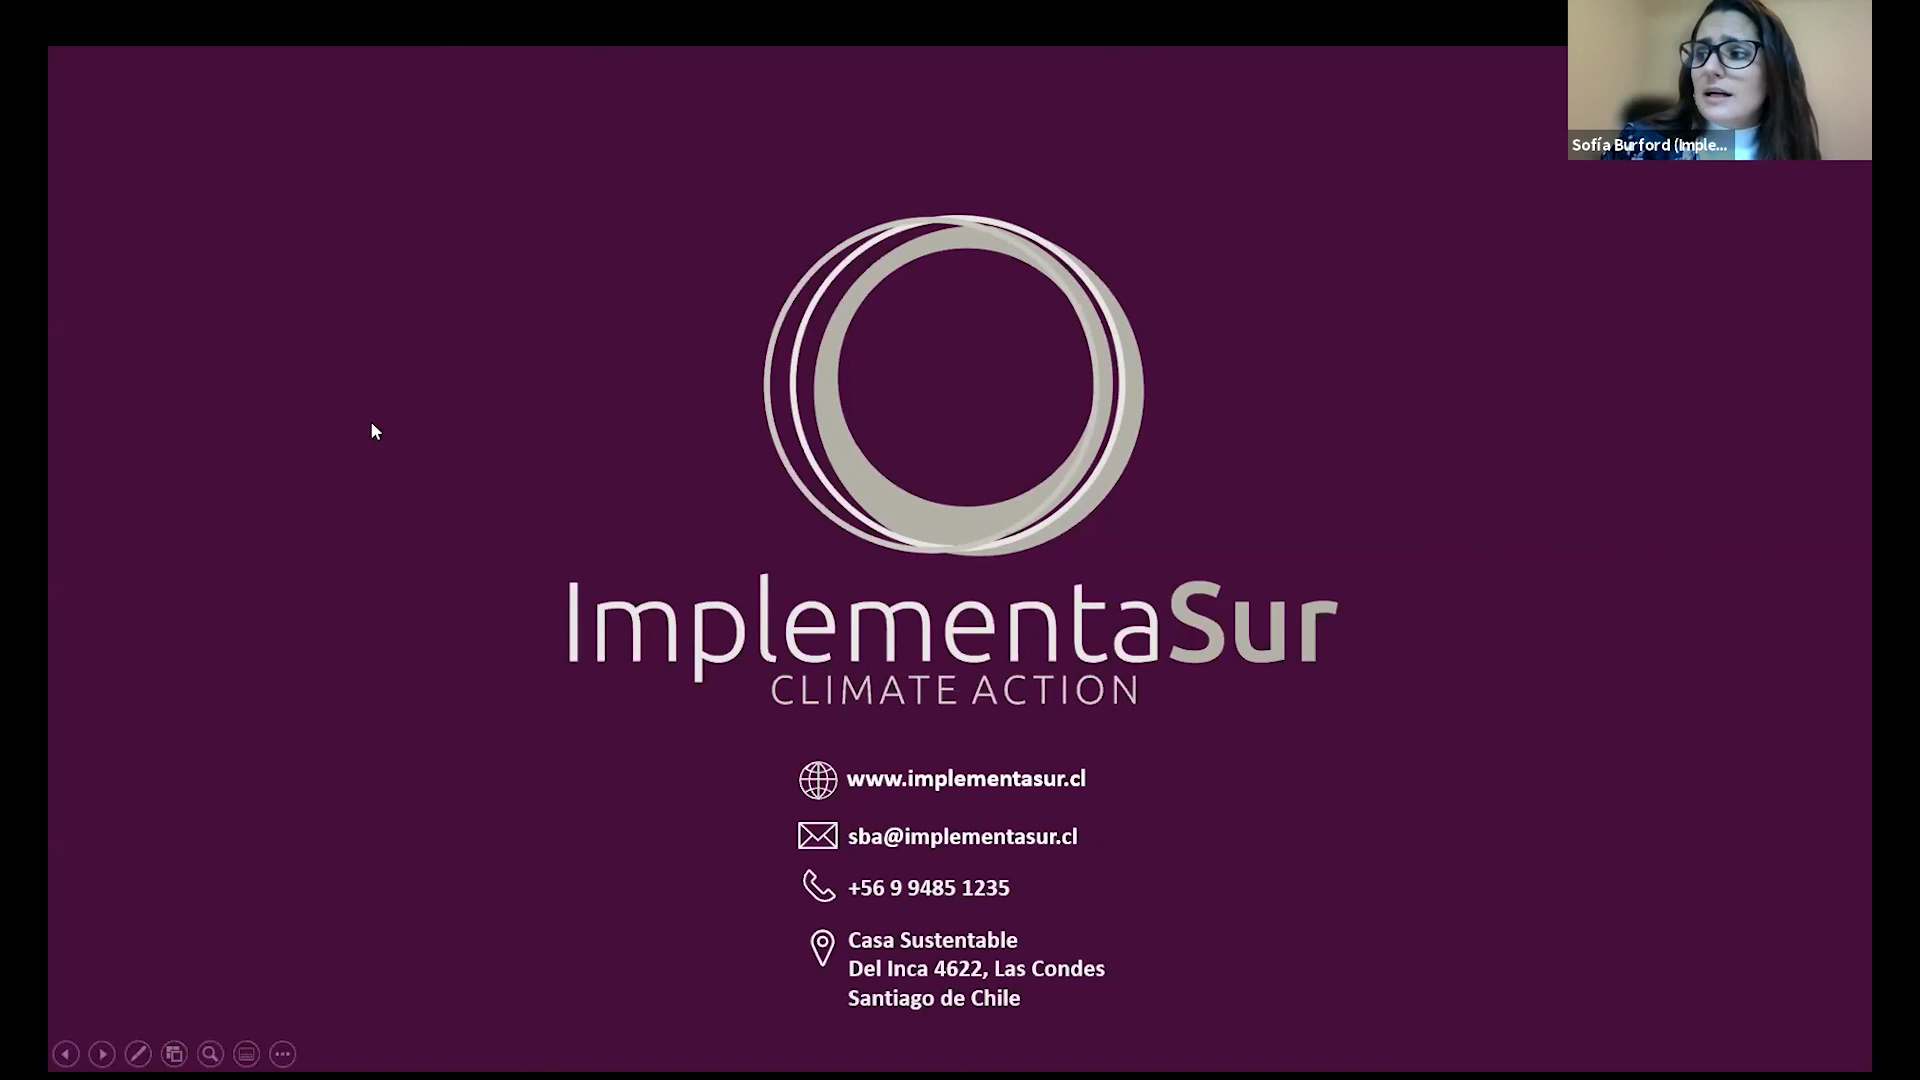 Sofía Burford (Imple...
ImplementaSur
CLIMATE ACTION
www.implementasur.cl
sba@implementasur.cl
+56 9 9485 1235
Casa Sustentable
Del Inca 4622, Las Condes
Santiago de Chile